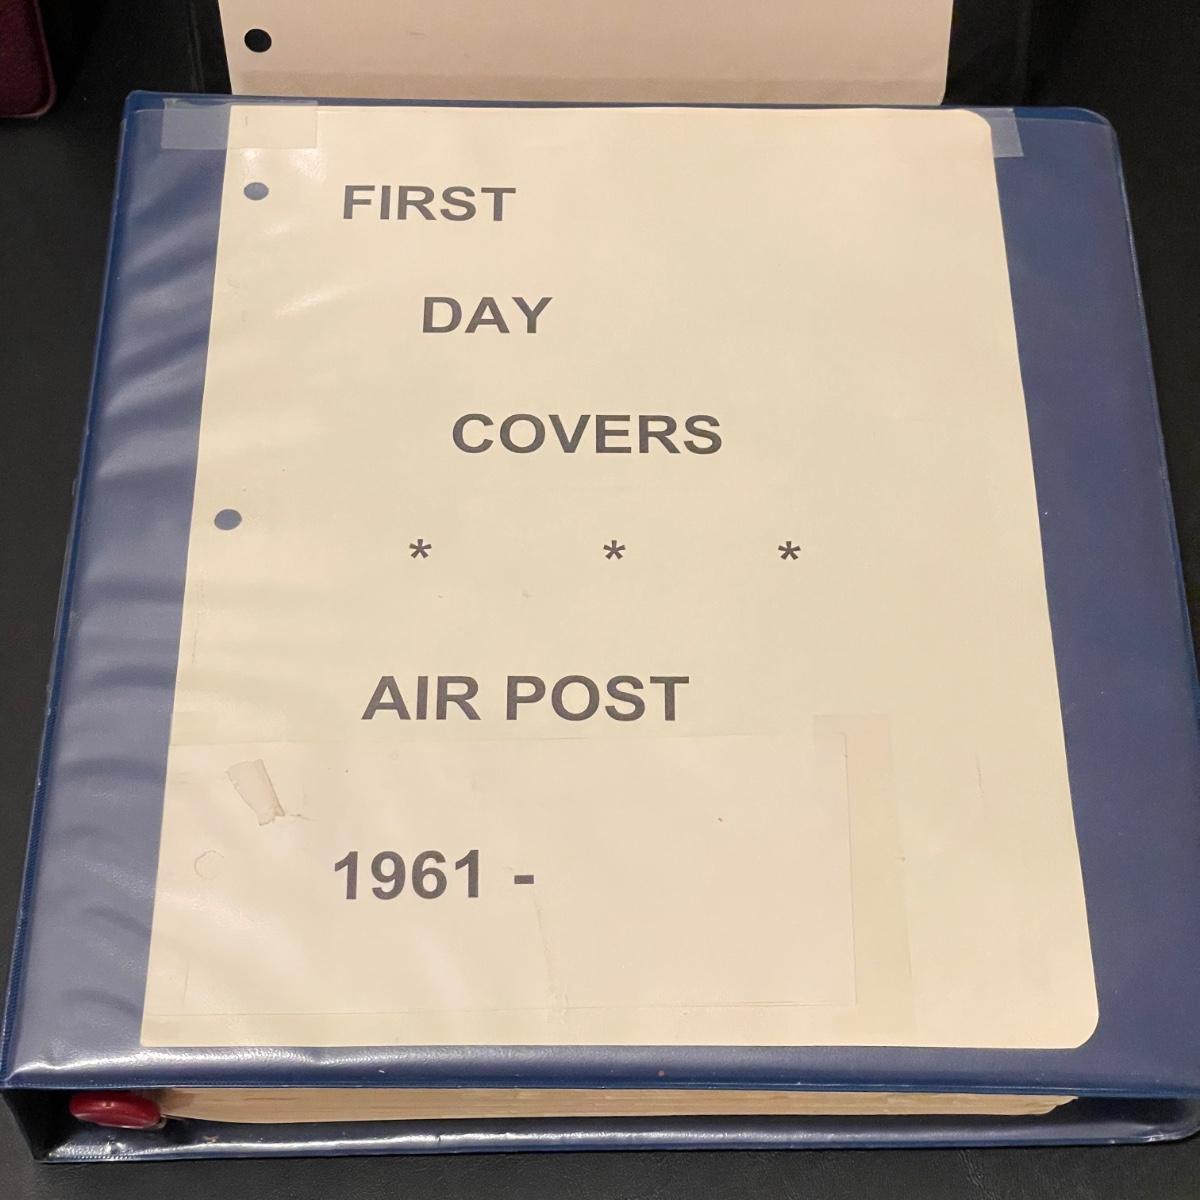 FIRST
DAY
COVERS
* * *
AIR POST
1961 -